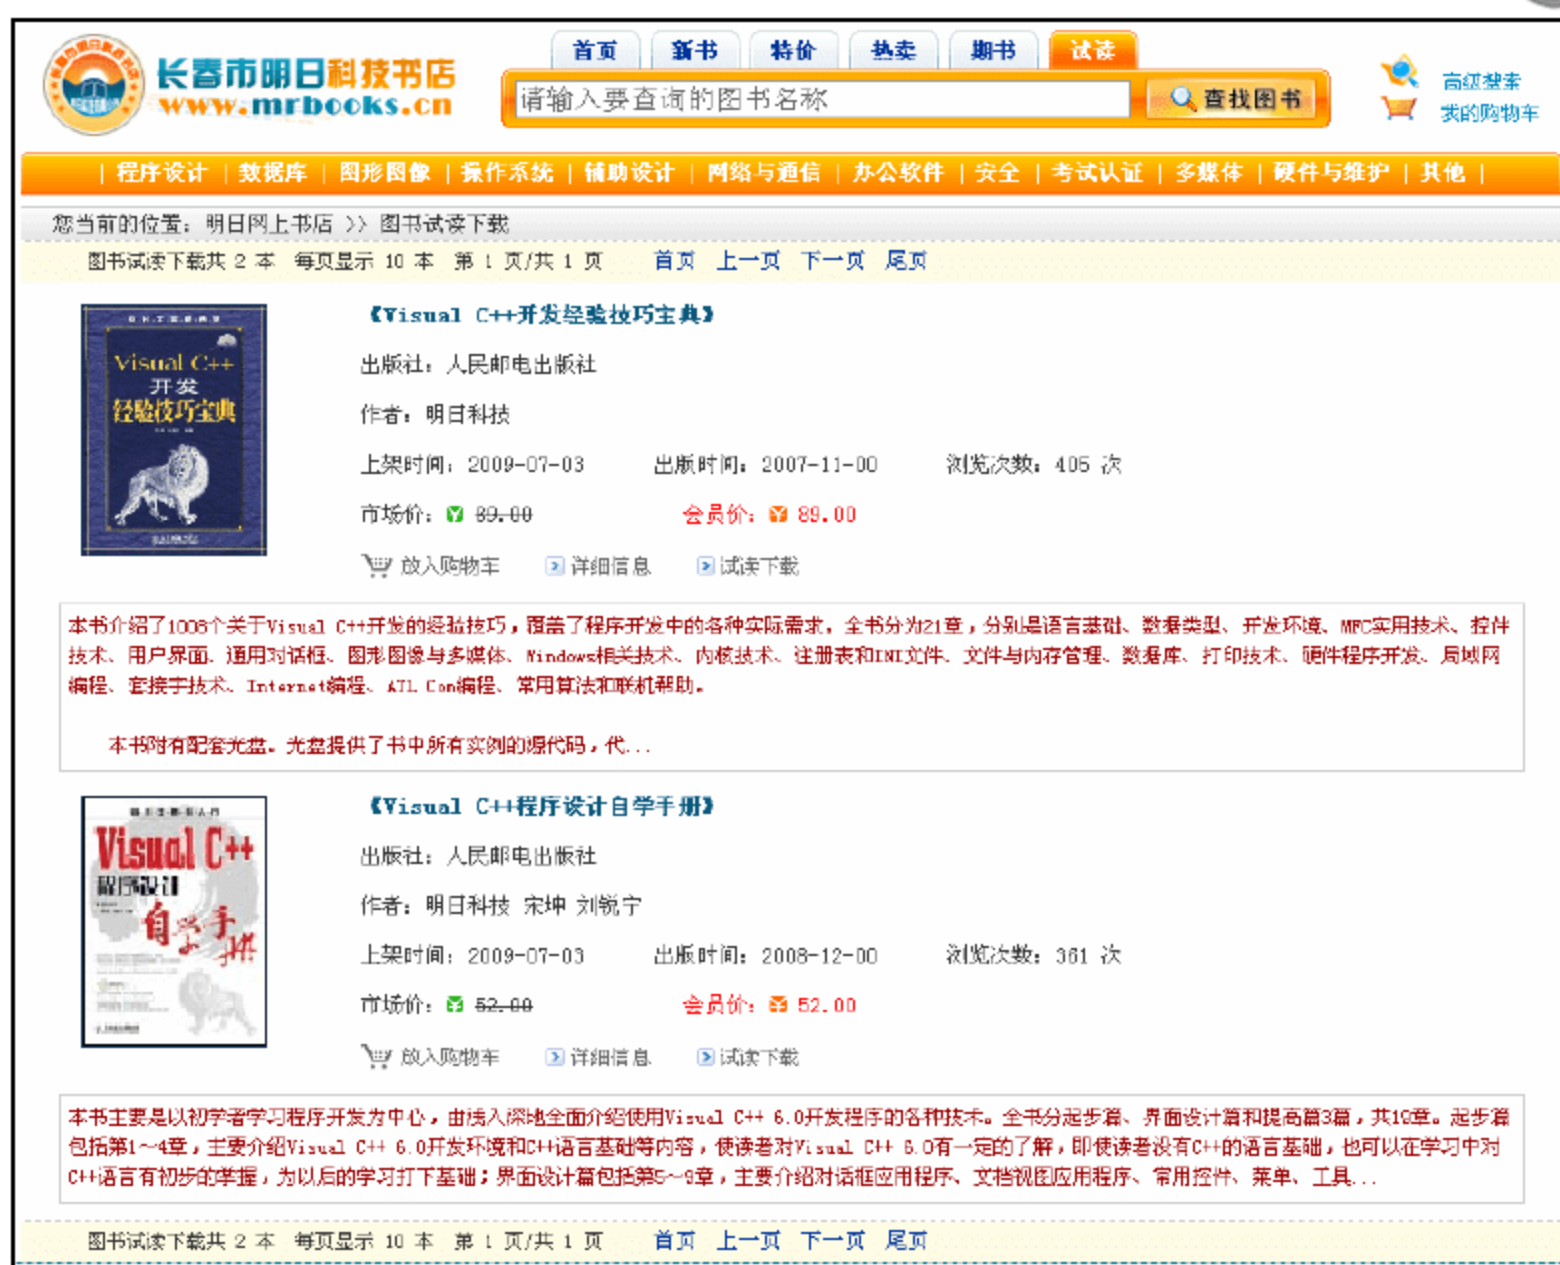 长春市明日科技书店
www.mrbooks.cn
首页 新书 特价 热卖 期书 试读
请输入要查询的图书名称 查找图书
高级搜索
我的购物车
| 程序设计 | 数据库 | 图形图像 | 操作系统 | 辅助设计 | 网络与通信 | 办公软件 | 安全 | 考试认证 | 多媒体 | 硬件与维护 | 其他 |
您当前的位置：明日网上书店 >> 图书试读下载
图书试读下载共 2 本 每页显示 10 本 第 1 页/共 1 页 首页 上一页 下一页 尾页
Visual C++
开发
经验技巧宝典
《Visual C++开发经验技巧宝典》
出版社：人民邮电出版社
作者：明日科技
上架时间：2009-07-03 出版时间：2007-11-00 浏览次数：405 次
市场价：¥ 89.00 会员价：¥ 89.00
放入购物车 详细信息 试读下载
本书介绍了1008个关于Visual C++开发的经验技巧，覆盖了程序开发中的各种实际需求。全书分为21章，分别是语言基础、数据类型、开发环境、MFC实用技术、控件
技术、用户界面、通用对话框、图形图像与多媒体、Windows相关技术、内核技术、注册表和INI文件、文件与内存管理、数据库、打印技术、硬件程序开发、局域网
编程、套接字技术、Internet编程、ATL Com编程、常用算法和联机帮助。
本书附有配套光盘。光盘提供了书中所有实例的源代码，代...
Visual C++
程序设计
自学手册
《Visual C++程序设计自学手册》
出版社：人民邮电出版社
作者：明日科技 宋坤 刘锐宁
上架时间：2009-07-03 出版时间：2008-12-00 浏览次数：361 次
市场价：¥ 52.00 会员价：¥ 52.00
放入购物车 详细信息 试读下载
本书主要是以初学者学习程序开发为中心，由浅入深地全面介绍使用Visual C++ 6.0开发程序的各种技术。全书分起步篇、界面设计篇和提高篇3篇，共19章。起步篇
包括第1～4章，主要介绍Visual C++ 6.0开发环境和C++语言基础等内容，使读者对Visual C++ 6.0有一定的了解，即使读者没有C++的语言基础，也可以在学习中对
C++语言有初步的掌握，为以后的学习打下基础；界面设计篇包括第5～9章，主要介绍对话框应用程序、文档视图应用程序、常用控件、菜单、工具...
图书试读下载共 2 本 每页显示 10 本 第 1 页/共 1 页 首页 上一页 下一页 尾页